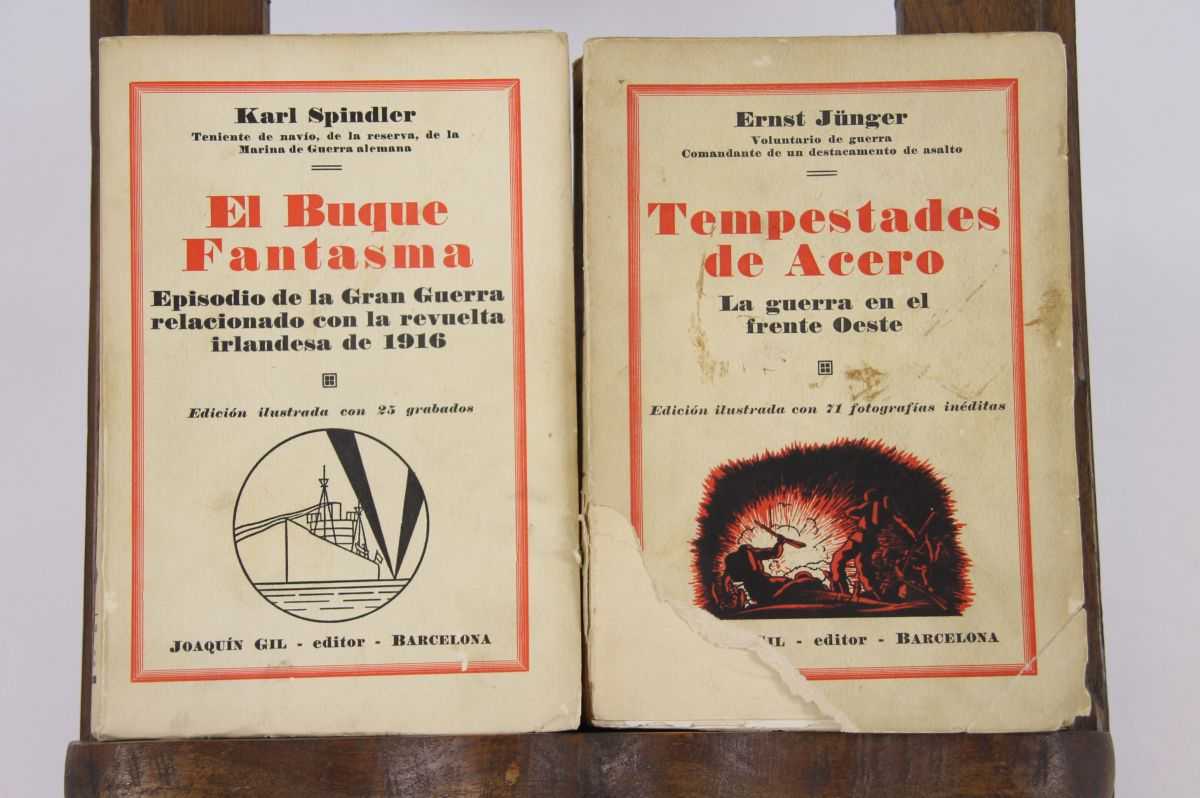 Karl Spindler
Teniente de navío, de la reserva, de la
Marina de Guerra alemana
El Buque
Fantasma
Episodio de la Gran Guerra
relacionado con la revuelta
irlandesa de 1916
Edición ilustrada con 25 grabados
JOAQUÍN GIL - editor - BARCELONA
Ernst Jünger
Voluntario de guerra
Comandante de un destacamento de asalto
Tempestades
de Acero
La guerra en el
frente Oeste
Edición ilustrada con 71 fotografías inéditas
GIL - editor - BARCELONA